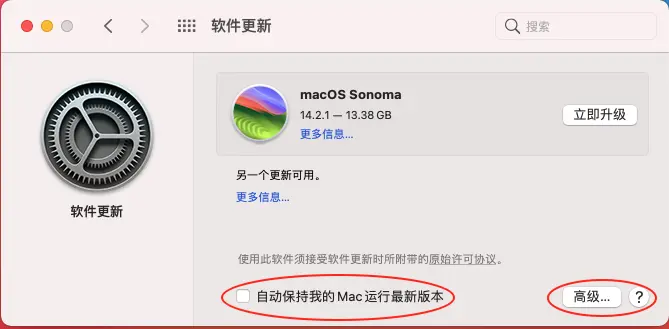 软件更新
搜索
macOS Sonoma
14.2.1 — 13.38 GB
更多信息...
立即升级
软件更新
另一个更新可用。
更多信息...
使用此软件须接受软件更新时所附带的原始许可协议。
自动保持我的 Mac 运行最新版本
高级...
?